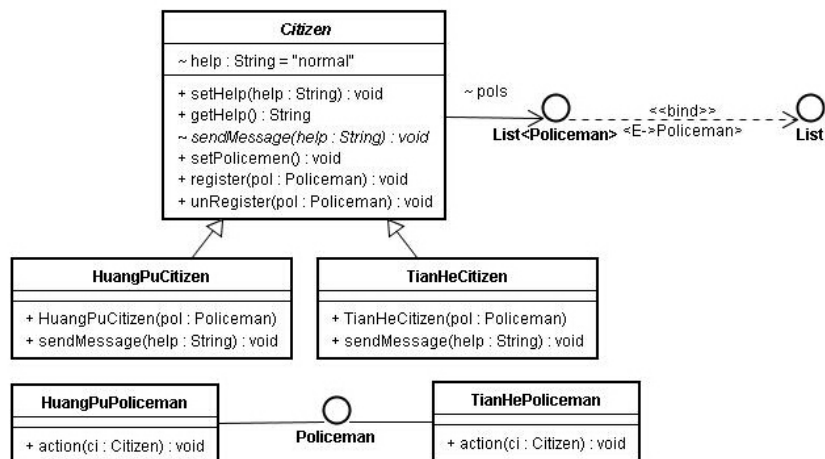 Citizen
~ help : String = "normal"
+ setHelp(help : String) : void
+ getHelp() : String
~ sendMessage(help : String) : void
+ setPolicemen() : void
+ register(pol : Policeman) : void
+ unRegister(pol : Policeman) : void
~ pols
List<Policeman>
<<bind>>
<E->Policeman>
List
HuangPuCitizen
+ HuangPuCitizen(pol : Policeman)
+ sendMessage(help : String) : void
TianHeCitizen
+ TianHeCitizen(pol : Policeman)
+ sendMessage(help : String) : void
HuangPuPoliceman
+ action(ci : Citizen) : void
Policeman
TianHePoliceman
+ action(ci : Citizen) : void